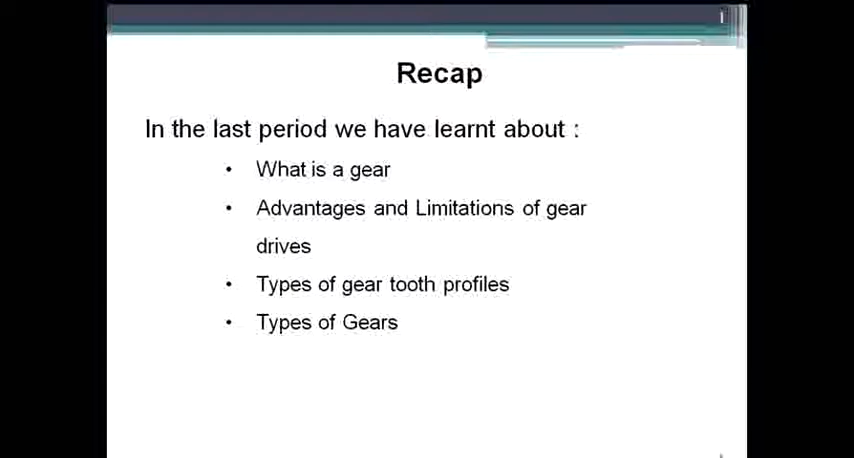 Recap
In the last period we have learnt about :
• What is a gear
• Advantages and Limitations of gear
drives
• Types of gear tooth profiles
• Types of Gears